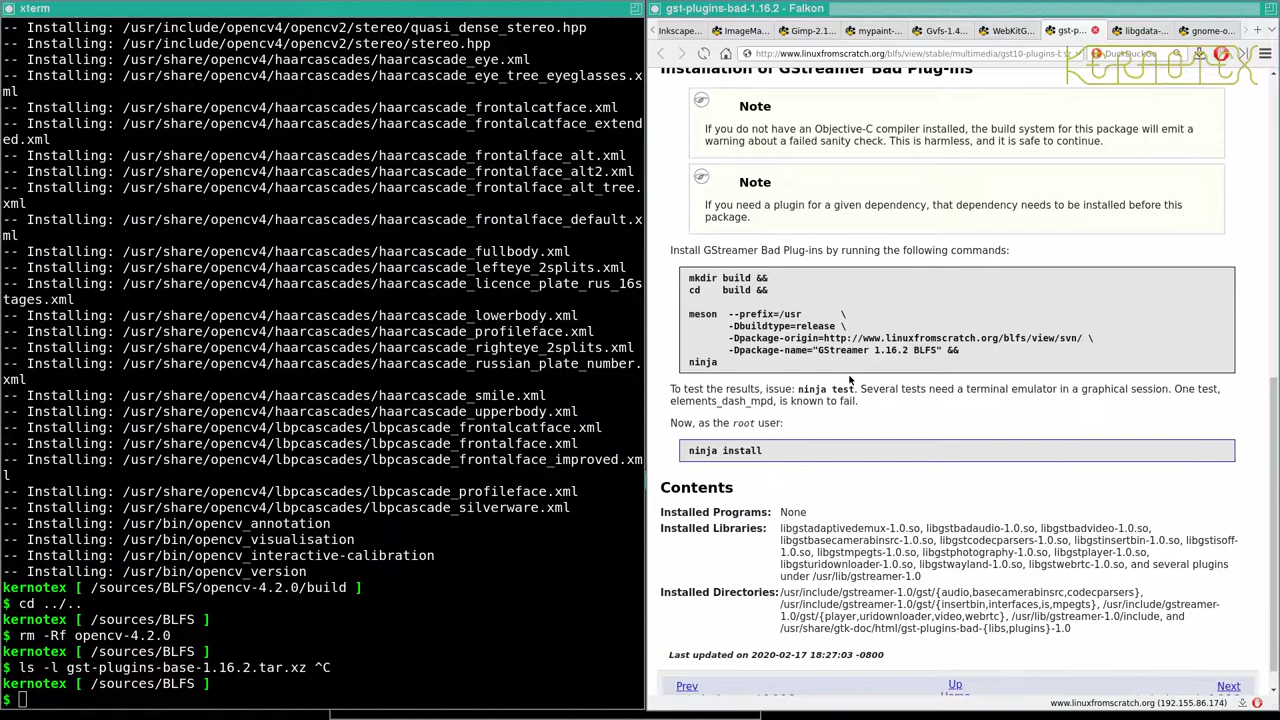 xterm
-- Installing: /usr/include/opencv2/stereo/quasi_dense_stereo.hpp
-- Installing: /usr/include/opencv4/opencv2/stereo.hpp
-- Installing: /usr/share/opencv4/haarcascades/haarcascade_eye.xml
-- Installing: /usr/share/opencv4/haarcascades/haarcascade_eye_tree_eyeglasses.x
ml
-- Installing: /usr/share/opencv4/haarcascades/haarcascade_frontalcatface.xml
-- Installing: /usr/share/opencv4/haarcascades/haarcascade_frontalcatface_extend
ed.xml
-- Installing: /usr/share/opencv4/haarcascades/haarcascade_frontalface_alt.xml
-- Installing: /usr/share/opencv4/haarcascades/haarcascade_frontalface_alt2.xml
-- Installing: /usr/share/opencv4/haarcascades/haarcascade_frontalface_alt_tree.
xml
-- Installing: /usr/share/opencv4/haarcascades/haarcascade_frontalface_default.x
ml
-- Installing: /usr/share/opencv4/haarcascades/haarcascade_fullbody.xml
-- Installing: /usr/share/opencv4/haarcascades/haarcascade_lefteye_2splits.xml
-- Installing: /usr/share/opencv4/haarcascades/haarcascade_licence_plate_rus_16s
tages.xml
-- Installing: /usr/share/opencv4/haarcascades/haarcascade_lowerbody.xml
-- Installing: /usr/share/opencv4/haarcascades/haarcascade_profileface.xml
-- Installing: /usr/share/opencv4/haarcascades/haarcascade_righteye_2splits.xml
-- Installing: /usr/share/opencv4/haarcascades/haarcascade_russian_plate_number.
xml
-- Installing: /usr/share/opencv4/haarcascades/haarcascade_smile.xml
-- Installing: /usr/share/opencv4/haarcascades/haarcascade_upperbody.xml
-- Installing: /usr/share/opencv4/lbpcascades/lbpcascade_frontalcatface.xml
-- Installing: /usr/share/opencv4/lbpcascades/lbpcascade_frontalface.xml
-- Installing: /usr/share/opencv4/lbpcascades/lbpcascade_frontalface_improved.xm
l
-- Installing: /usr/share/opencv4/lbpcascades/lbpcascade_profileface.xml
-- Installing: /usr/share/opencv4/lbpcascades/lbpcascade_silverware.xml
-- Installing: /usr/bin/opencv_annotation
-- Installing: /usr/bin/opencv_visualisation
-- Installing: /usr/bin/opencv_interactive-calibration
-- Installing: /usr/bin/opencv_version
kernotex [ /sources/BLFS/opencv-4.2.0/build ]
$ cd ../..
kernotex [ /sources/BLFS ]
$ rm -Rf opencv-4.2.0
kernotex [ /sources/BLFS ]
$ ls -l gst-plugins-base-1.16.2.tar.xz ^C
kernotex [ /sources/BLFS ]
$
gst-plugins-bad-1.16.2 - Falkon
Inkscape... ImageMa... Gimp-2.1... mypaint-... Gvfs-1.4... WebKitG... gst-p... libgdata-... gnome-o...
http://www.linuxfromscratch.org/blfs/view/stable/multimedia/gst10-plugins-b
DuckDuckGo
KERNOTEX
Installation of GStreamer Bad Plug-ins
Note
If you do not have an Objective-C compiler installed, the build system for this package will emit a
warning about a failed sanity check. This is harmless, and it is safe to continue.
Note
If you need a plugin for a given dependency, that dependency needs to be installed before this
package.
Install GStreamer Bad Plug-ins by running the following commands:
mkdir build &&
cd build &&
meson --prefix=/usr \
-Dbuildtype=release \
-Dpackage-origin=http://www.linuxfromscratch.org/blfs/view/svn/ \
-Dpackage-name="GStreamer 1.16.2 BLFS" &&
ninja
To test the results, issue: ninja test. Several tests need a terminal emulator in a graphical session. One test,
elements_dash_mpd, is known to fail.
Now, as the root user:
ninja install
Contents
Installed Programs: None
Installed Libraries: libgstadaptivedemux-1.0.so, libgstbadaudio-1.0.so, libgstbadvideo-1.0.so,
libgstbasecamerabinsrc-1.0.so, libgstcodecparsers-1.0.so, libgstinsertbin-1.0.so, libgstisoff-
1.0.so, libgstmpegts-1.0.so, libgstphotography-1.0.so, libgstplayer-1.0.so,
libgsturidownloader-1.0.so, libgstwayland-1.0.so, libgstwebrtc-1.0.so, and several plugins
under /usr/lib/gstreamer-1.0
Installed Directories: /usr/include/gstreamer-1.0/gst/{audio,basecamerabinsrc,codecparsers},
/usr/include/gstreamer-1.0/gst/{insertbin,interfaces,is,mpegts}, /usr/include/gstreamer-
1.0/gst/{player,uridownloader,video,webrtc}, /usr/lib/gstreamer-1.0/include, and
/usr/share/gtk-doc/html/gst-plugins-bad-{libs,plugins}-1.0
Last updated on 2020-02-17 18:27:03 -0800
Prev Up Next
www.linuxfromscratch.org (192.155.86.174)